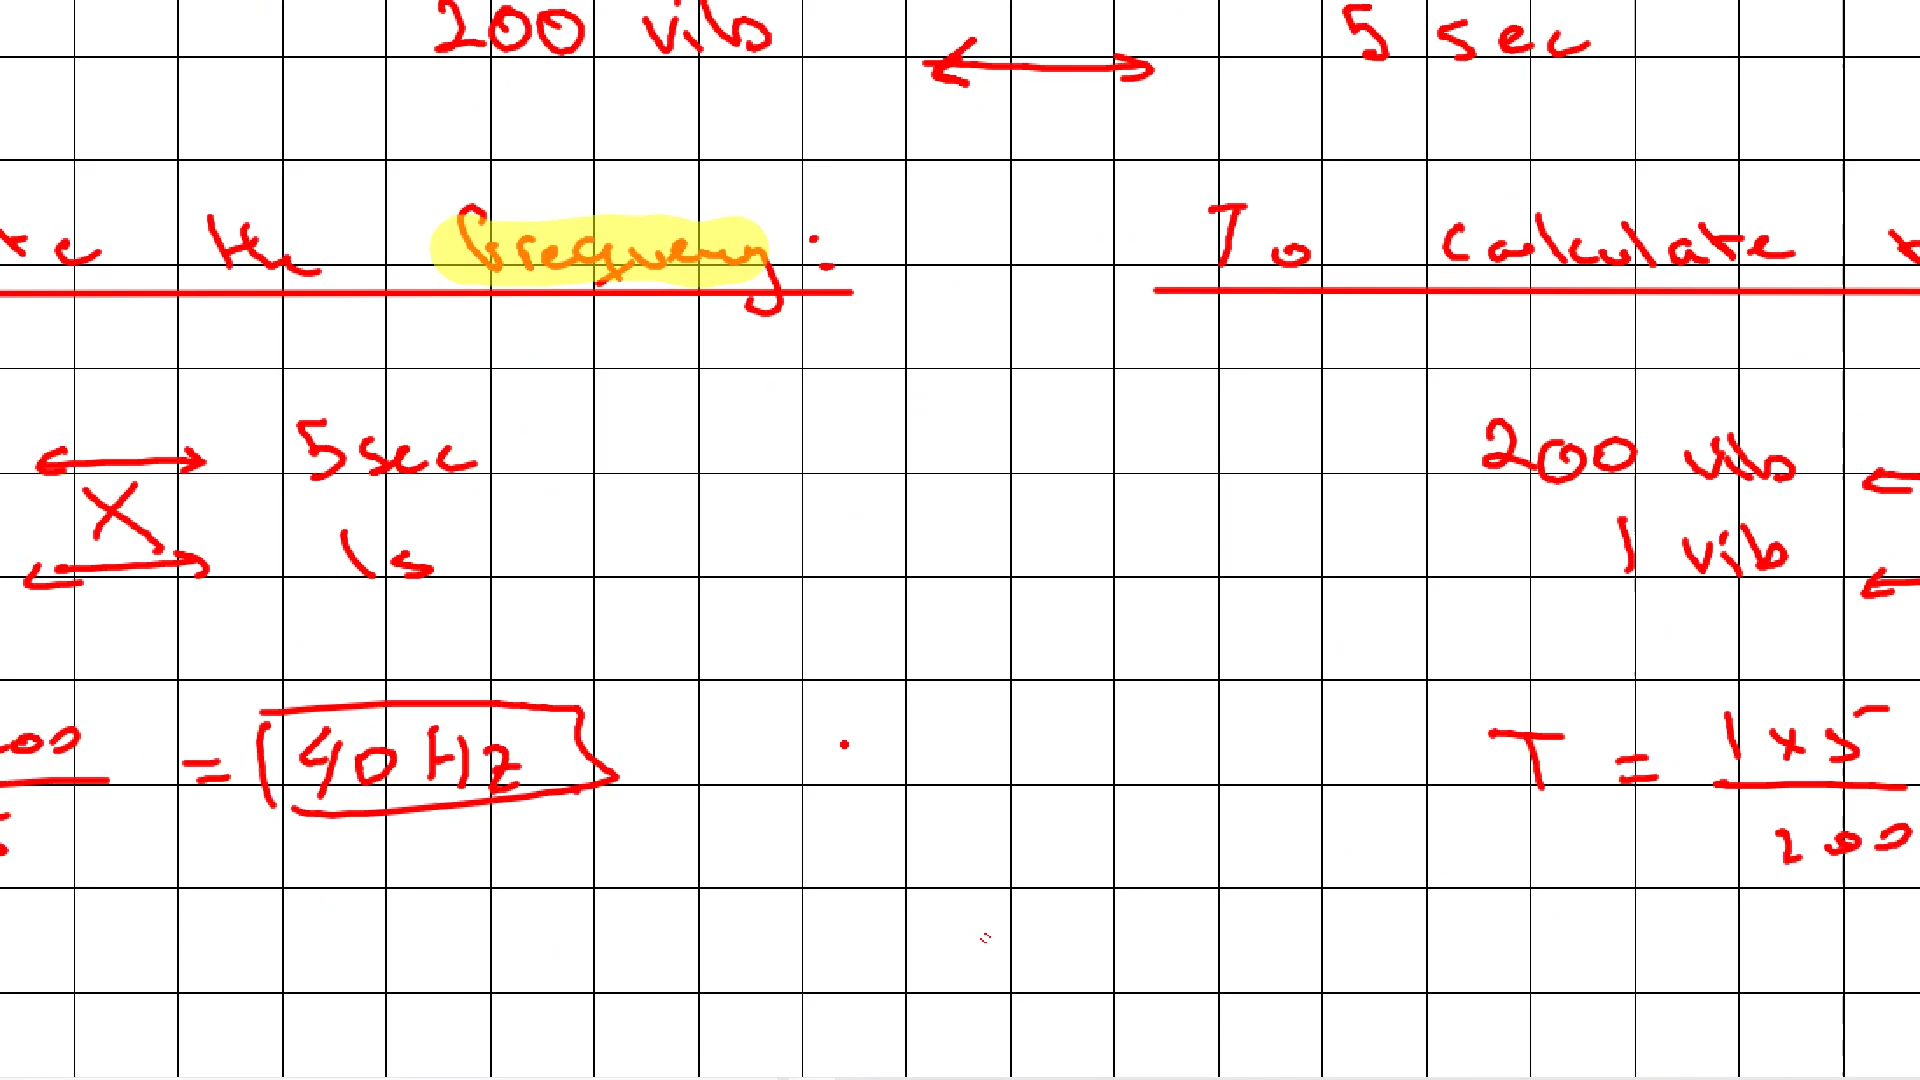 200 vib ↔ 5 sec
the frequency:
To calculate
↔ 5 sec
X
↔ 1s
200 vib
1 vib
= 40 Hz
T = 1 x 5
200